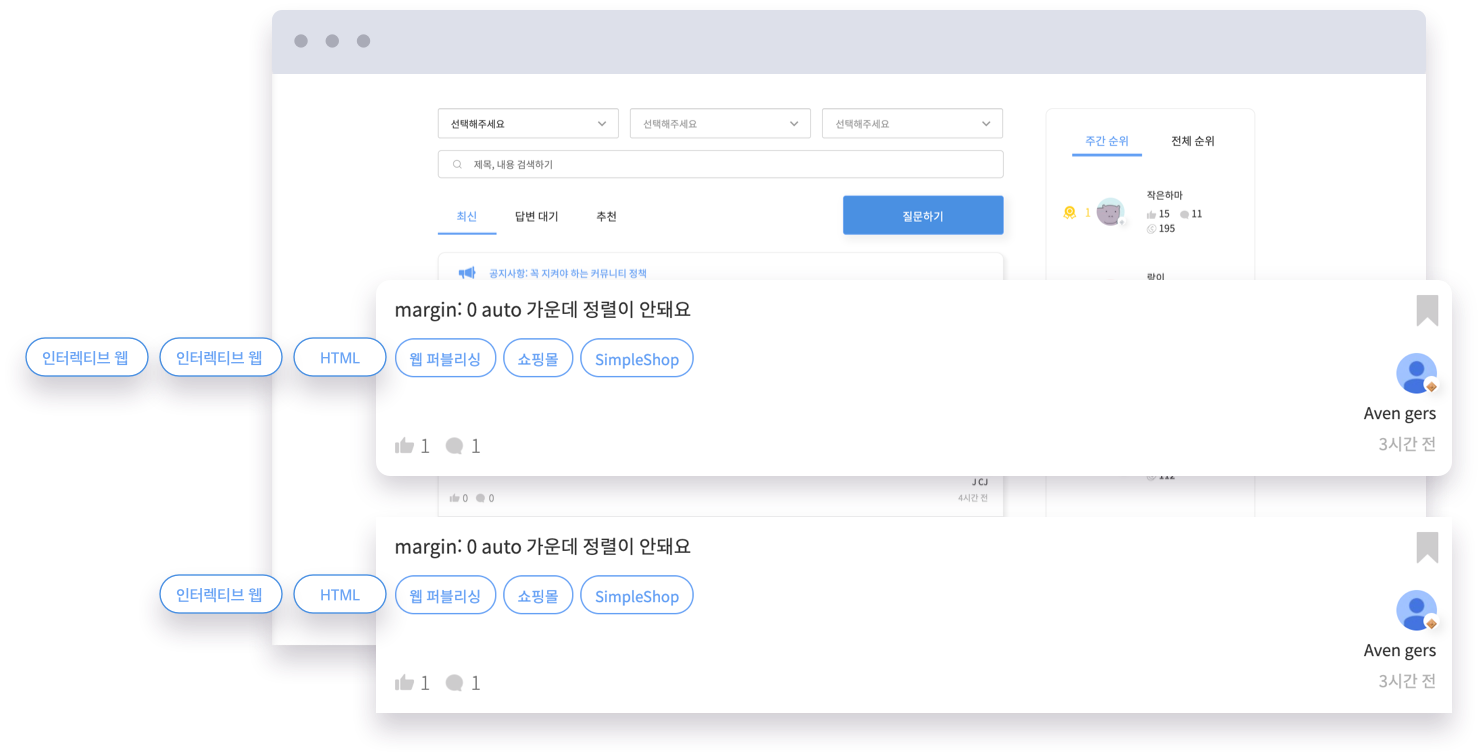 선택해주세요 선택해주세요 선택해주세요
제목, 내용 검색하기
최신 답변 대기 추천 질문하기
공지사항: 꼭 지켜야 하는 커뮤니티 정책
주간 순위 전체 순위
1 작은하마
15 11
195
margin: 0 auto 가운데 정렬이 안돼요
인터렉티브 웹 인터렉티브 웹 HTML 웹 퍼블리싱 쇼핑몰 SimpleShop
Aven gers
1 1 3시간 전
J CJ
0 0 4시간 전
margin: 0 auto 가운데 정렬이 안돼요
인터렉티브 웹 HTML 웹 퍼블리싱 쇼핑몰 SimpleShop
Aven gers
1 1 3시간 전